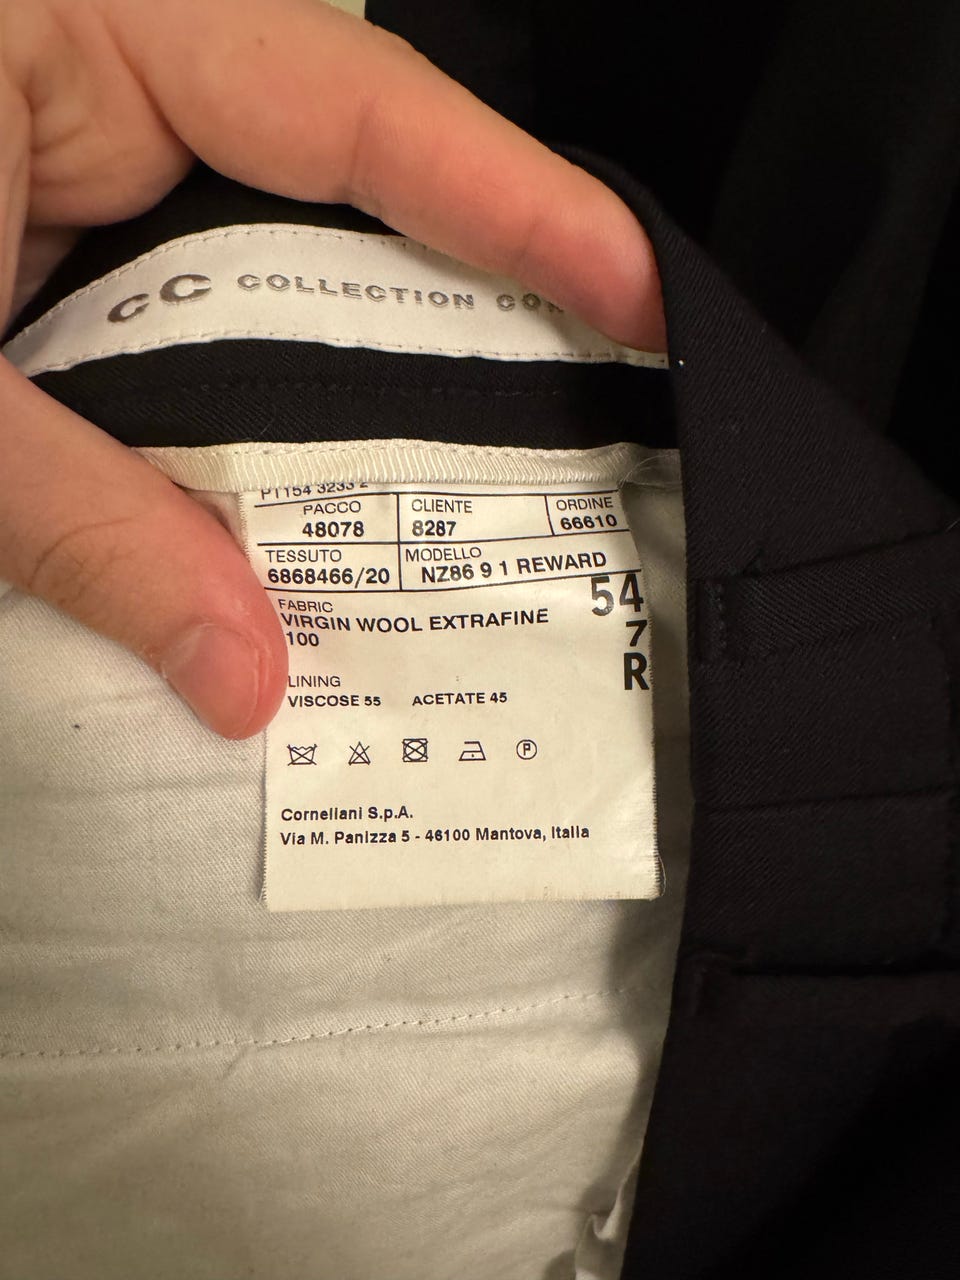 CC COLLECTION
PACCO CLIENTE ORDINE
48078 8287 66610
TESSUTO MODELLO
6868466/20 NZ86 9 1 REWARD
54
7
R
FABRIC
VIRGIN WOOL EXTRAFINE
100
LINING
VISCOSE 55 ACETATE 45
P
Corneliani S.p.A.
Via M. Panizza 5 - 46100 Mantova, Italia